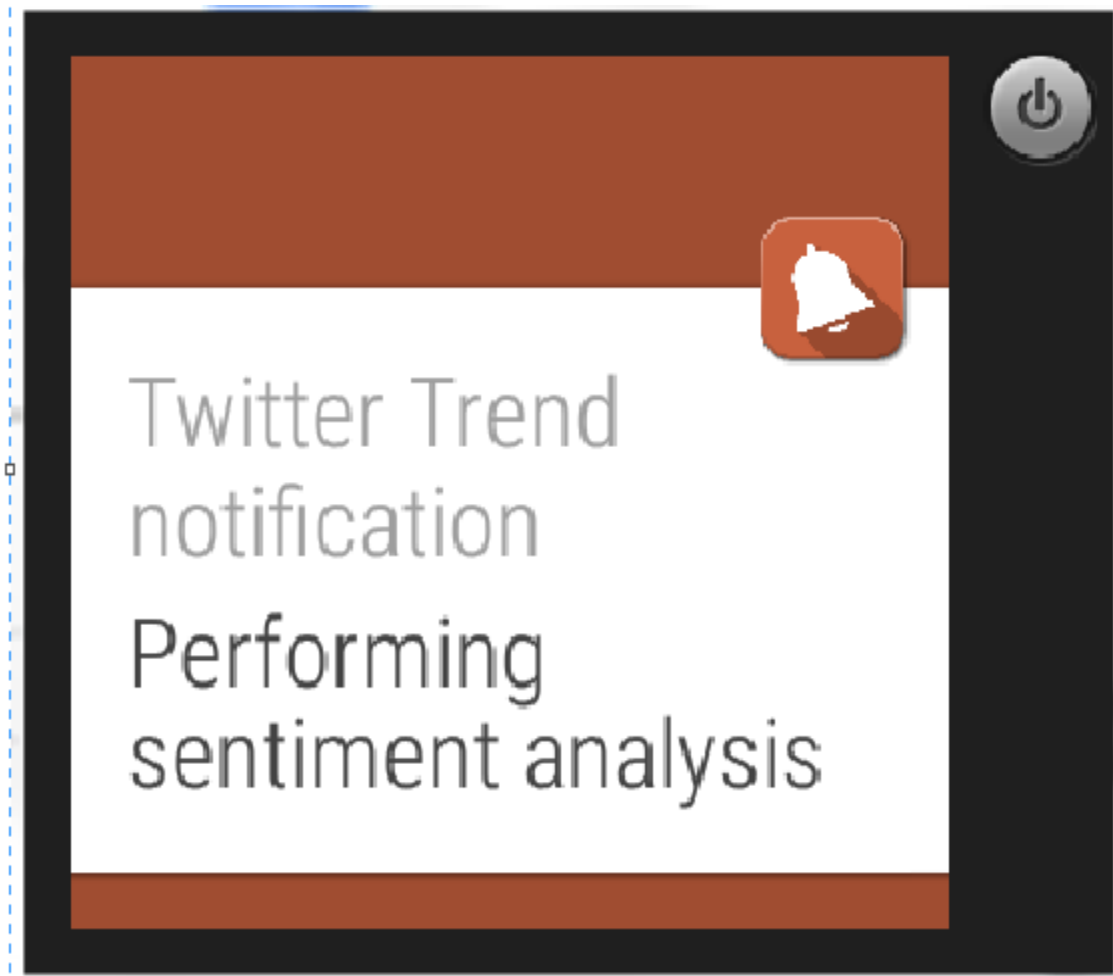 Twitter Trend
notification
Performing
sentiment analysis